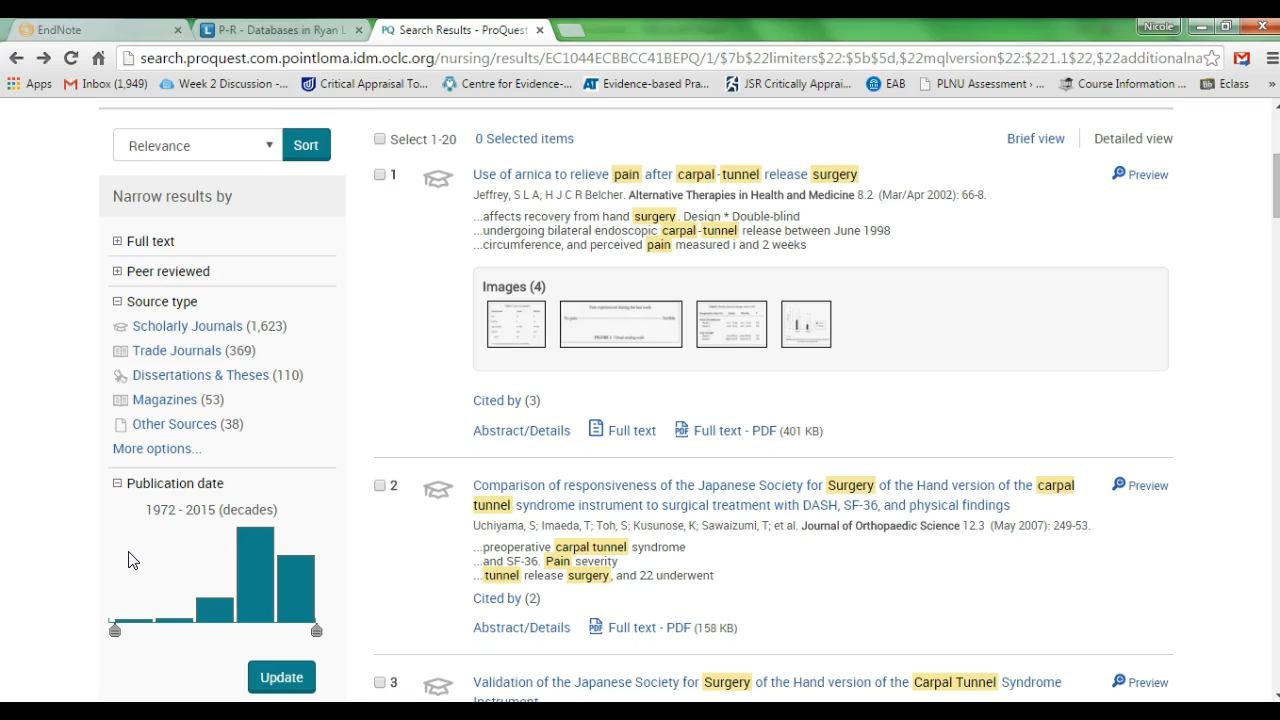 EndNote
P-R - Databases in Ryan L
PQ Search Results - ProQuest
Nicole
search.proquest.com.pointloma.idm.oclc.org/nursing/results/EC1044ECBBCC41BEPQ/1/$7b$22limiters$22:$5b$5d,$22mqlversion$22:$221.1$22,$22additionalna
Apps
Inbox (1,949)
Week 2 Discussion -...
Critical Appraisal To...
Centre for Evidence-...
AT Evidence-based Pra...
JSR Critically Apprai...
EAB
PLNU Assessment › ...
Course Information ...
Bb Eclass
Relevance
Sort
Narrow results by
Full text
Peer reviewed
Source type
Scholarly Journals (1,623)
Trade Journals (369)
Dissertations & Theses (110)
Magazines (53)
Other Sources (38)
More options...
Publication date
1972 - 2015 (decades)
Update
Select 1-20 0 Selected items Brief view Detailed view
1 Use of arnica to relieve pain after carpal-tunnel release surgery Preview
Jeffrey, S L A; H J C R Belcher. Alternative Therapies in Health and Medicine 8.2 (Mar/Apr 2002): 66-8.
...affects recovery from hand surgery. Design * Double-blind
...undergoing bilateral endoscopic carpal-tunnel release between June 1998
...circumference, and perceived pain measured i and 2 weeks
Images (4)
Cited by (3)
Abstract/Details Full text PDF Full text - PDF (401 KB)
2 Comparison of responsiveness of the Japanese Society for Surgery of the Hand version of the carpal Preview
tunnel syndrome instrument to surgical treatment with DASH, SF-36, and physical findings
Uchiyama, S; Imaeda, T; Toh, S; Kusunose, K; Sawaizumi, T; et al. Journal of Orthopaedic Science 12.3 (May 2007): 249-53.
...preoperative carpal tunnel syndrome
...and SF-36. Pain severity
...tunnel release surgery, and 22 underwent
Cited by (2)
Abstract/Details PDF Full text - PDF (158 KB)
3 Validation of the Japanese Society for Surgery of the Hand version of the Carpal Tunnel Syndrome Preview
Instrument